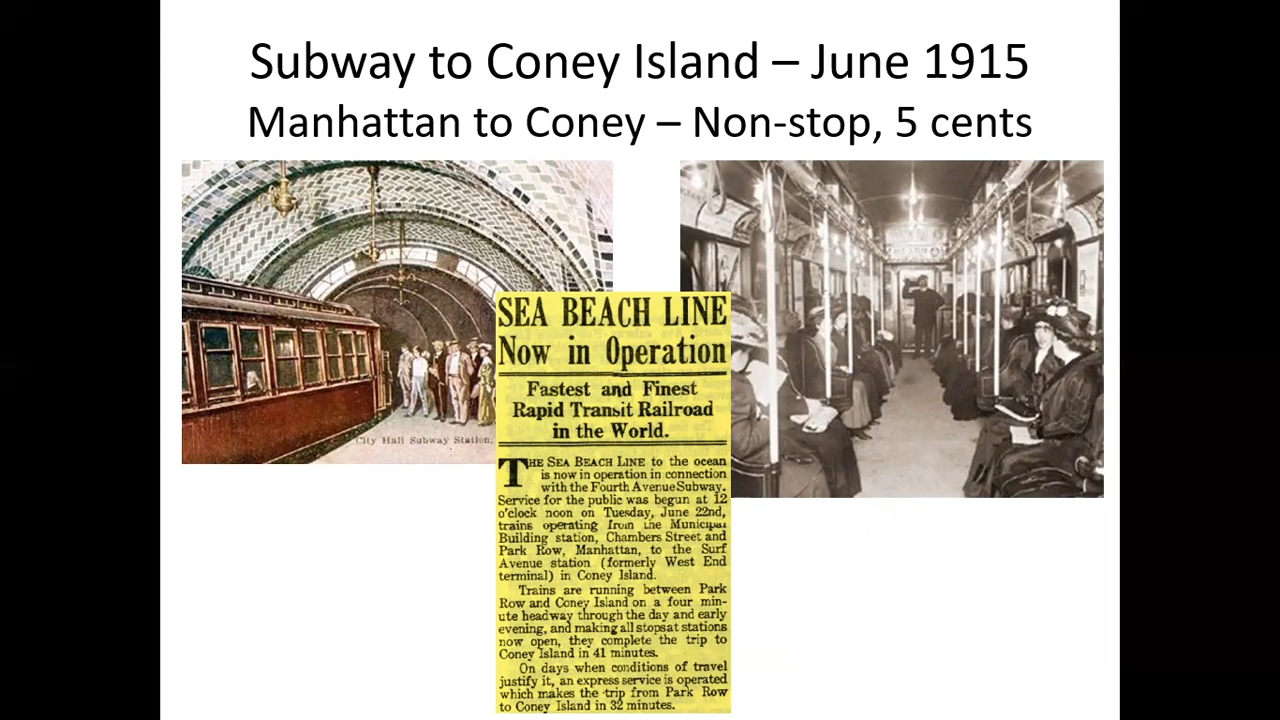 Subway to Coney Island – June 1915
Manhattan to Coney – Non-stop, 5 cents
City Hall Subway Station,
SEA BEACH LINE
Now in Operation
Fastest and Finest
Rapid Transit Railroad
in the World.
THE SEA BEACH LINE to the ocean
is now in operation in connection
with the Fourth Avenue Subway.
Service for the public was begun at 12
o'clock noon on Tuesday, June 22nd,
trains operating from the Municipal
Building station, Chambers Street and
Park Row, Manhattan, to the Surf
Avenue station (formerly West End
terminal) in Coney Island.
Trains are running between Park
Row and Coney Island on a four min-
ute headway through the day and early
evening, and making all stops at stations
now open, they complete the trip to
Coney Island in 41 minutes.
On days when conditions of travel
justify it, an express service is operated
which makes the trip from Park Row
to Coney Island in 32 minutes.